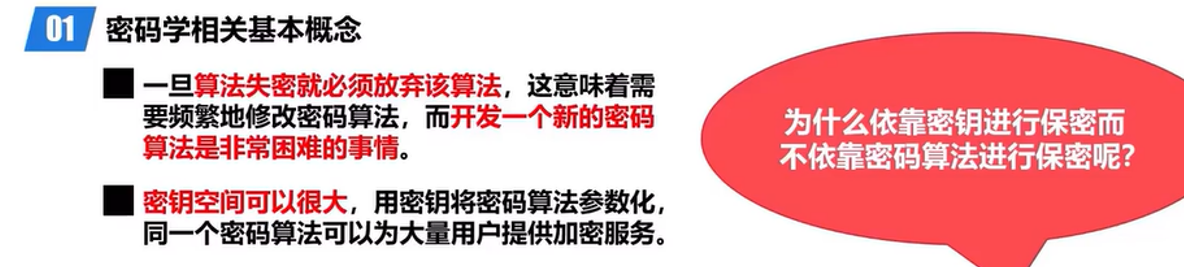 01 密码学相关基本概念
一旦算法失密就必须放弃该算法，这意味着需
要频繁地修改密码算法，而开发一个新的密码
算法是非常困难的事情。
密钥空间可以很大，用密钥将密码算法参数化，
同一个密码算法可以为大量用户提供加密服务。
为什么依靠密钥进行保密而
不依靠密码算法进行保密呢？